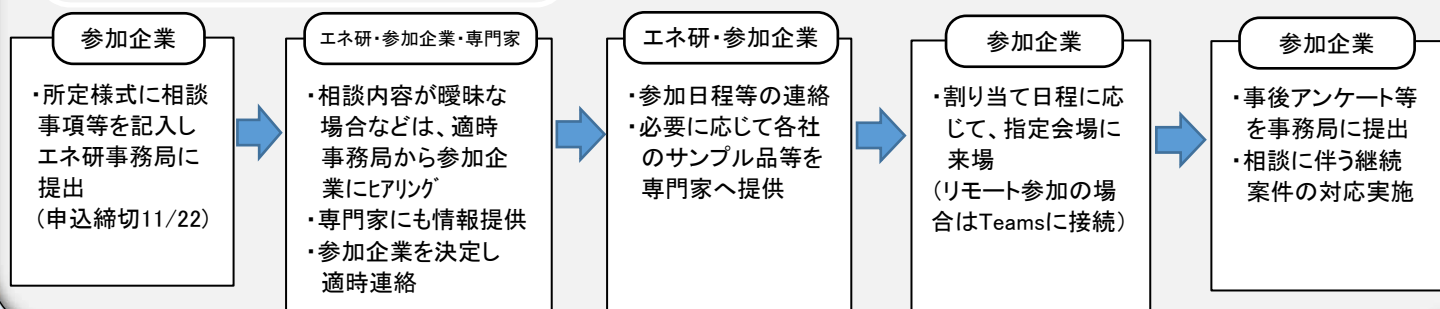 参加企業
・所定様式に相談
事項等を記入し
エネ研事務局に
提出
(申込締切11/22)
エネ研・参加企業・専門家
・相談内容が曖昧な
場合などは、適時
事務局から参加企
業にﾋｱﾘﾝｸﾞ
・専門家にも情報提供
・参加企業を決定し
適時連絡
エネ研・参加企業
・参加日程等の連絡
・必要に応じて各社
のサンプル品等を
専門家へ提供
参加企業
・割り当て日程に応
じて、指定会場に
来場
(リモート参加の場
合はTeamsに接続)
参加企業
・事後アンケート等
を事務局に提出
・相談に伴う継続
案件の対応実施